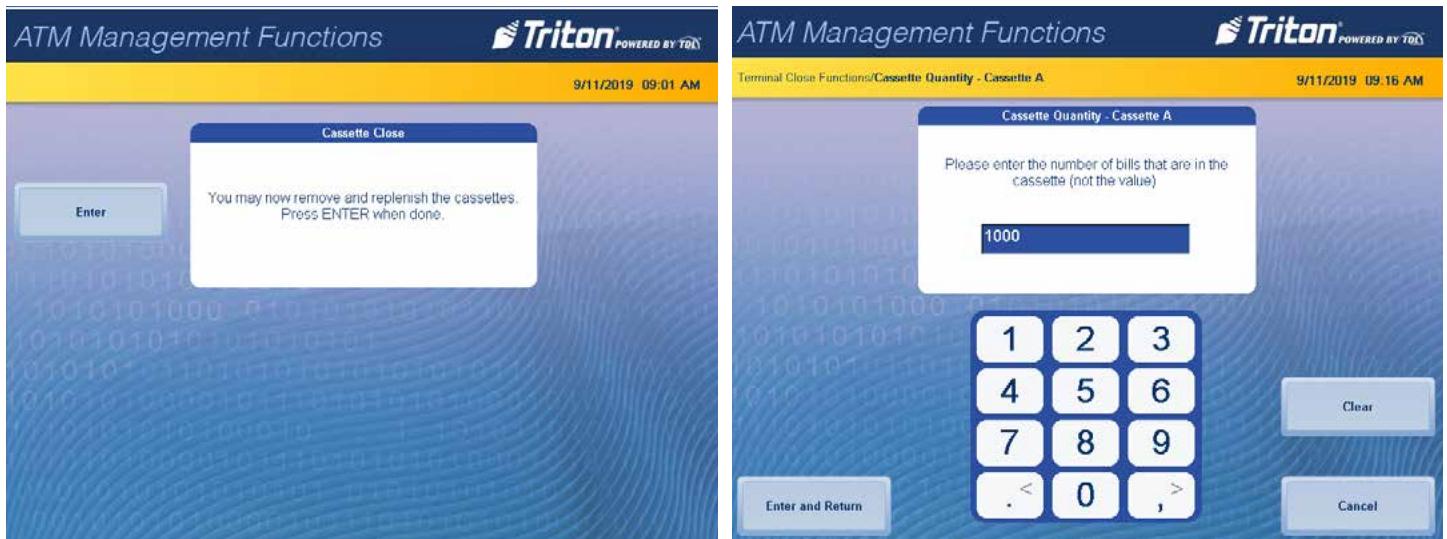 ATM Management Functions
Triton POWERED BY TDL
9/11/2019 09:01 AM
Cassette Close
You may now remove and replenish the cassettes.
Press ENTER when done.
Enter
ATM Management Functions
Triton POWERED BY TDL
Terminal Close Functions/Cassette Quantity - Cassette A
9/11/2019 09:16 AM
Cassette Quantity - Cassette A
Please enter the number of bills that are in the
cassette (not the value)
1000
1 2 3
4 5 6
7 8 9
. < 0 , >
Clear
Enter and Return
Cancel